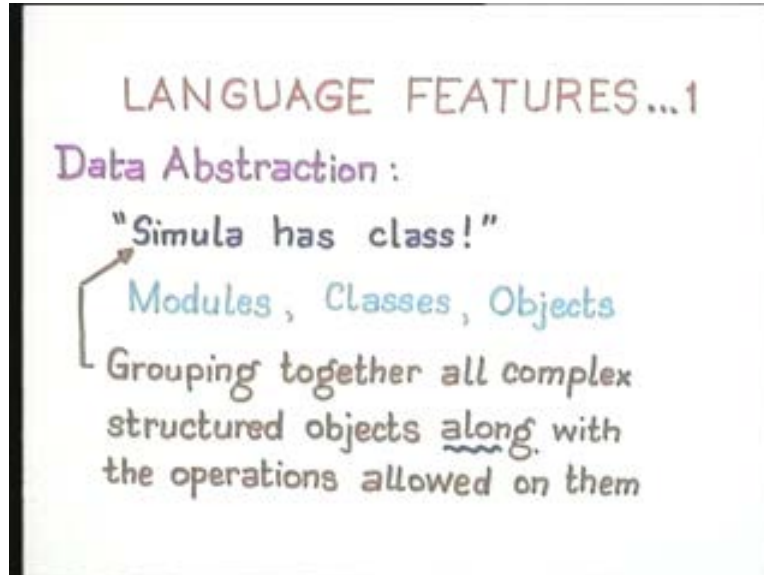 LANGUAGE FEATURES...1
Data Abstraction :
"Simula has class!"
Modules, Classes, Objects
Grouping together all complex
structured objects along with
the operations allowed on them